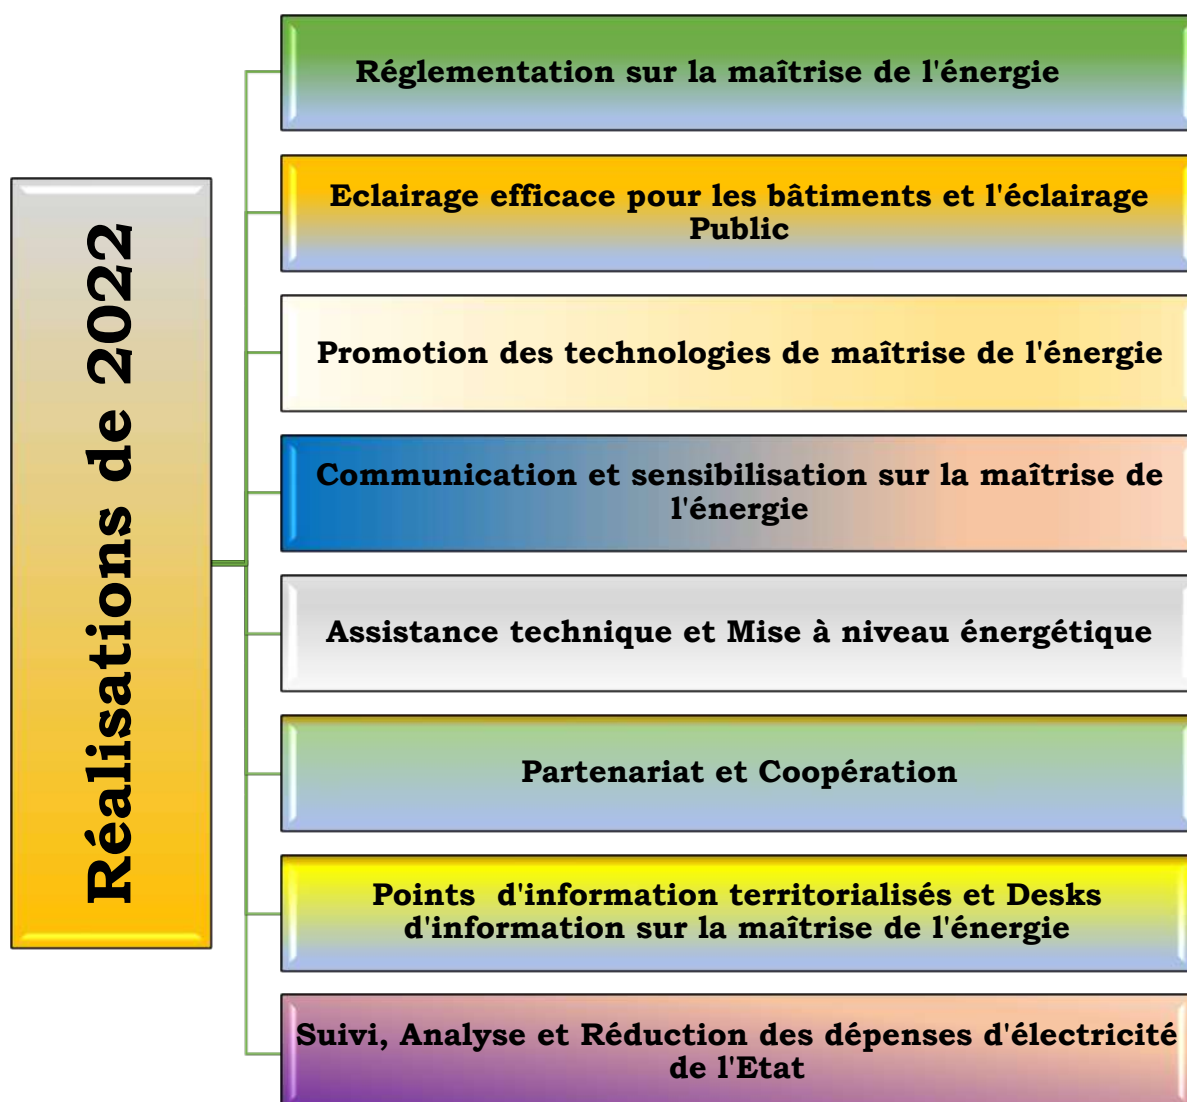 Réalisations de 2022
Réglementation sur la maîtrise de l'énergie
Eclairage efficace pour les bâtiments et l'éclairage
Public
Promotion des technologies de maîtrise de l'énergie
Communication et sensibilisation sur la maîtrise de
l'énergie
Assistance technique et Mise à niveau énergétique
Partenariat et Coopération
Points  d'information territorialisés et Desks
d'information sur la maîtrise de l'énergie
Suivi, Analyse et Réduction des dépenses d'électricité
de l'Etat